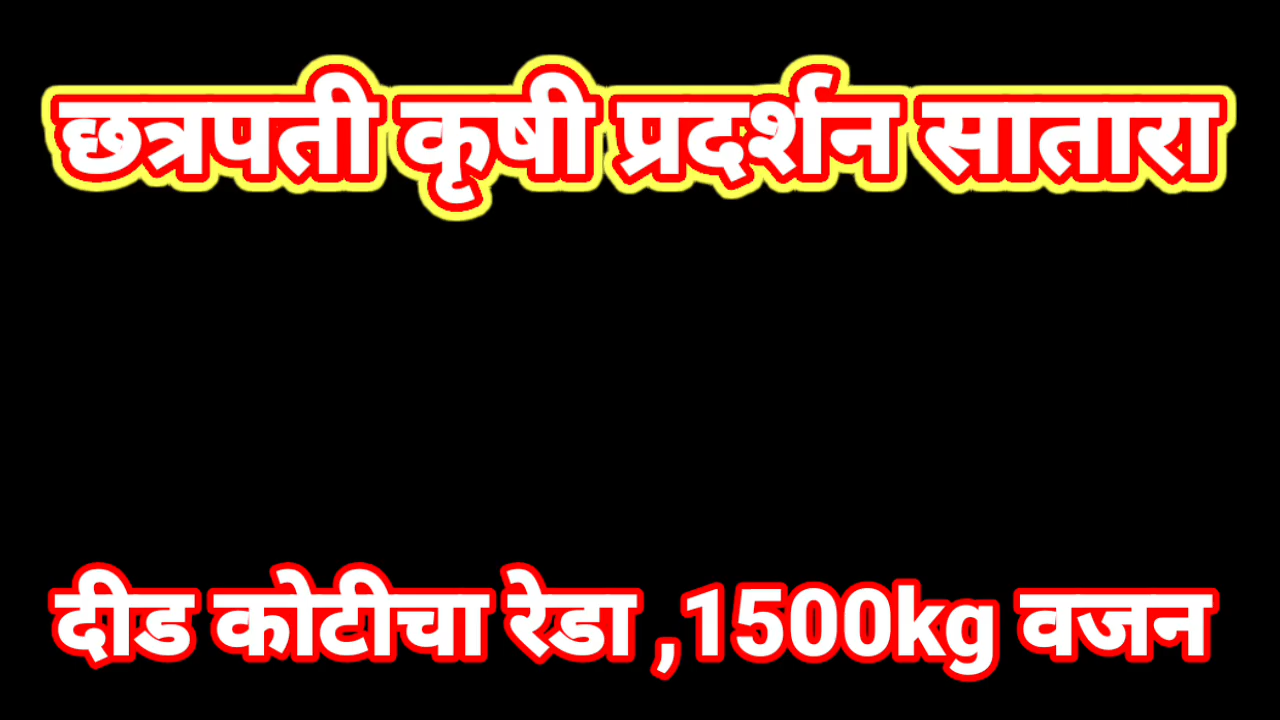 छत्रपती कृषी प्रदर्शन सातारा
दीड कोटीचा रेडा ,1500kg वजन